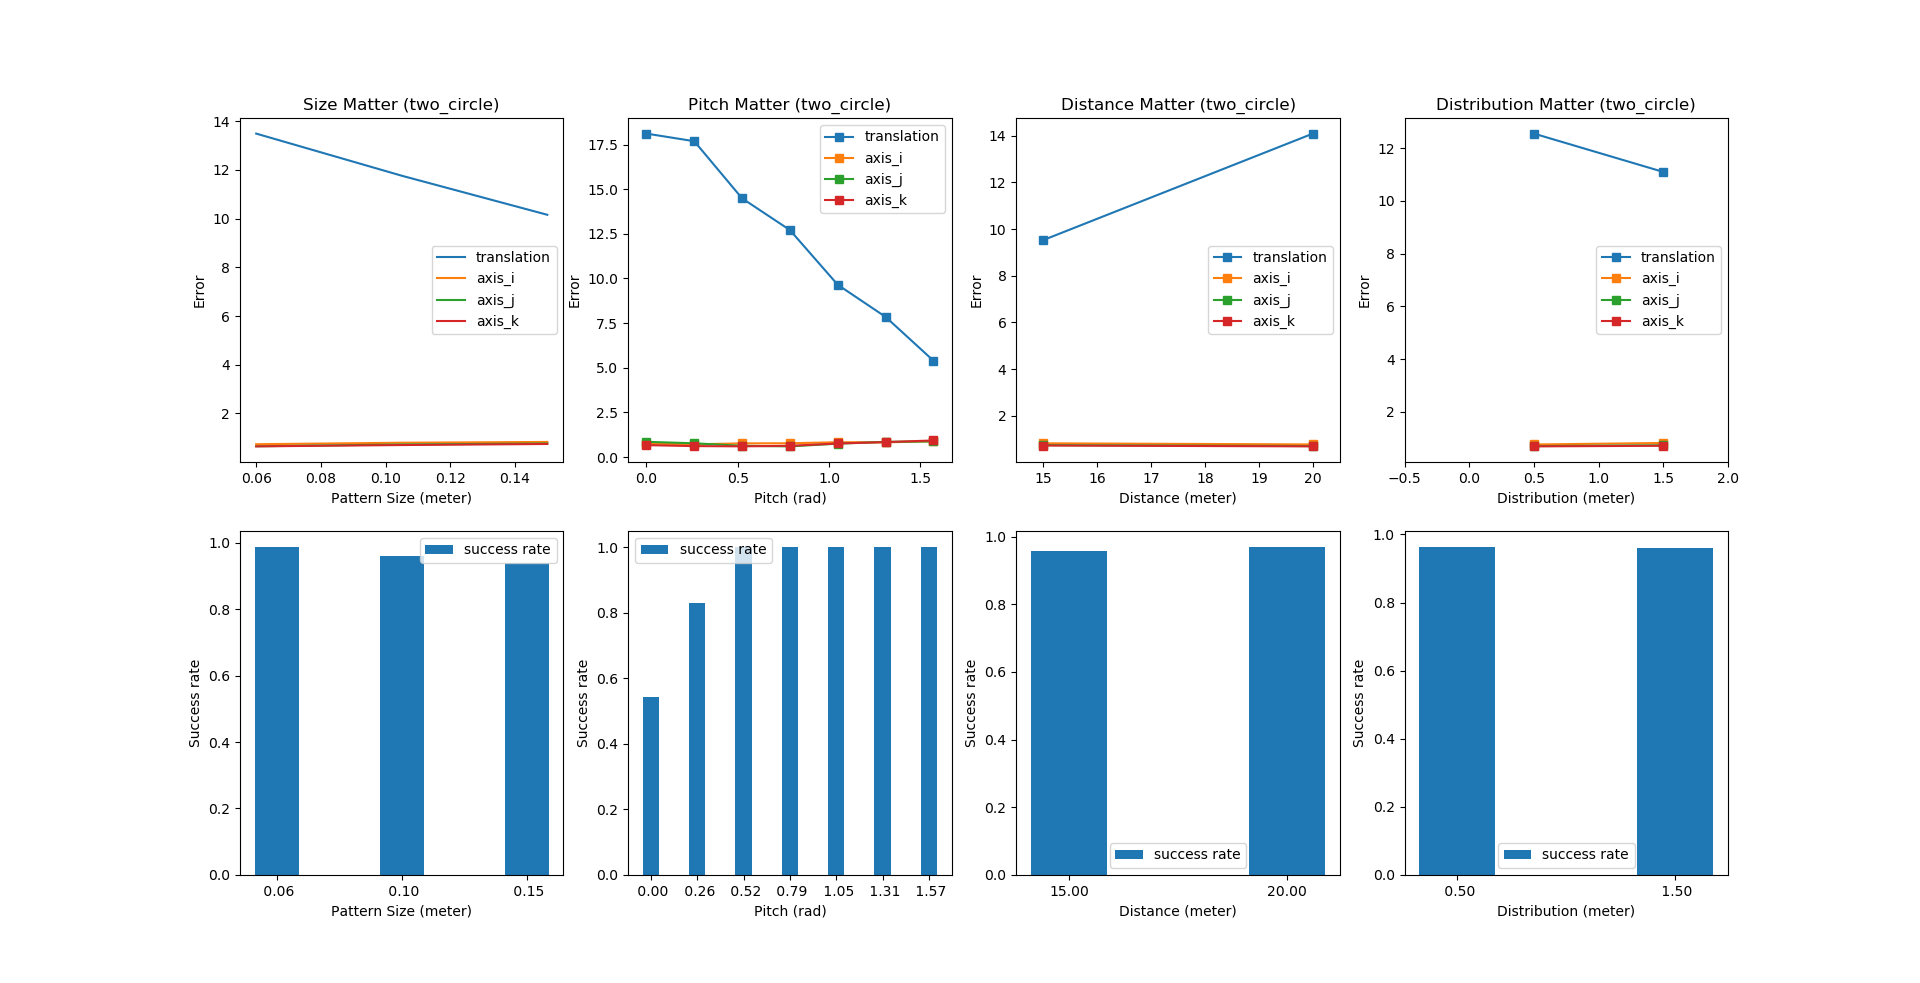 Size Matter (two_circle)
14
12
10
8
6
4
2
Error
translation
axis_i
axis_j
axis_k
0.06 0.08 0.10 0.12 0.14
Pattern Size (meter)
Pitch Matter (two_circle)
17.5
15.0
12.5
10.0
7.5
5.0
2.5
0.0
Error
translation
axis_i
axis_j
axis_k
0.0 0.5 1.0 1.5
Pitch (rad)
Distance Matter (two_circle)
14
12
10
8
6
4
2
Error
translation
axis_i
axis_j
axis_k
15 16 17 18 19 20
Distance (meter)
Distribution Matter (two_circle)
12
10
8
6
4
2
Error
translation
axis_i
axis_j
axis_k
−0.5 0.0 0.5 1.0 1.5 2.0
Distribution (meter)
1.0
0.8
0.6
0.4
0.2
0.0
Success rate
success rate
0.06 0.10 0.15
Pattern Size (meter)
1.0
0.8
0.6
0.4
0.2
0.0
Success rate
success rate
0.00 0.26 0.52 0.79 1.05 1.31 1.57
Pitch (rad)
1.0
0.8
0.6
0.4
0.2
0.0
Success rate
success rate
15.00 20.00
Distance (meter)
1.0
0.8
0.6
0.4
0.2
0.0
Success rate
success rate
0.50 1.50
Distribution (meter)